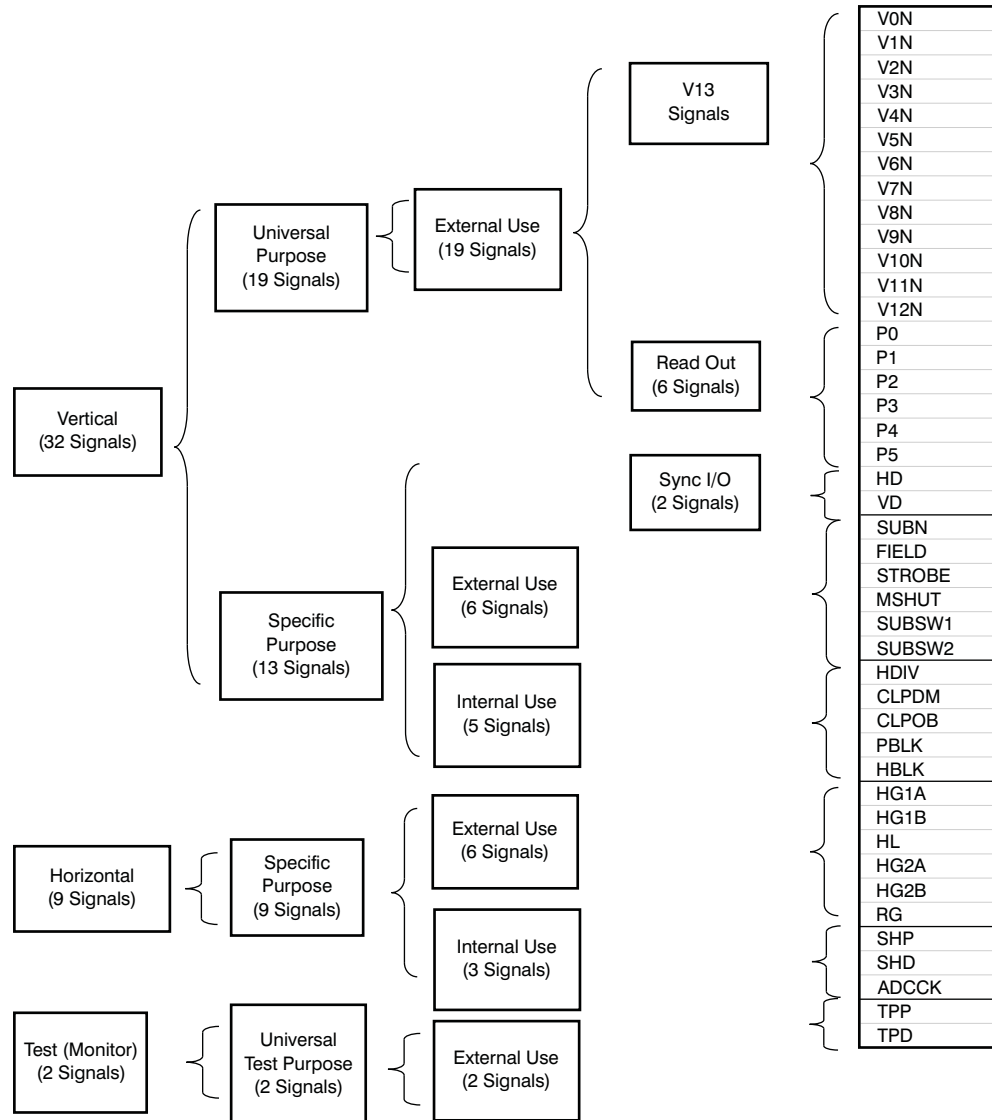 Vertical
(32 Signals)
Universal
Purpose
(19 Signals)
External Use
(19 Signals)
V13
Signals
V0N
V1N
V2N
V3N
V4N
V5N
V6N
V7N
V8N
V9N
V10N
V11N
V12N
Read Out
(6 Signals)
P0
P1
P2
P3
P4
P5
Specific
Purpose
(13 Signals)
Sync I/O
(2 Signals)
HD
VD
External Use
(6 Signals)
SUBN
FIELD
STROBE
MSHUT
SUBSW1
SUBSW2
Internal Use
(5 Signals)
HDIV
CLPDM
CLPOB
PBLK
HBLK
Horizontal
(9 Signals)
Specific
Purpose
(9 Signals)
External Use
(6 Signals)
HG1A
HG1B
HL
HG2A
HG2B
RG
Internal Use
(3 Signals)
SHP
SHD
ADCCK
Test (Monitor)
(2 Signals)
Universal
Test Purpose
(2 Signals)
External Use
(2 Signals)
TPP
TPD